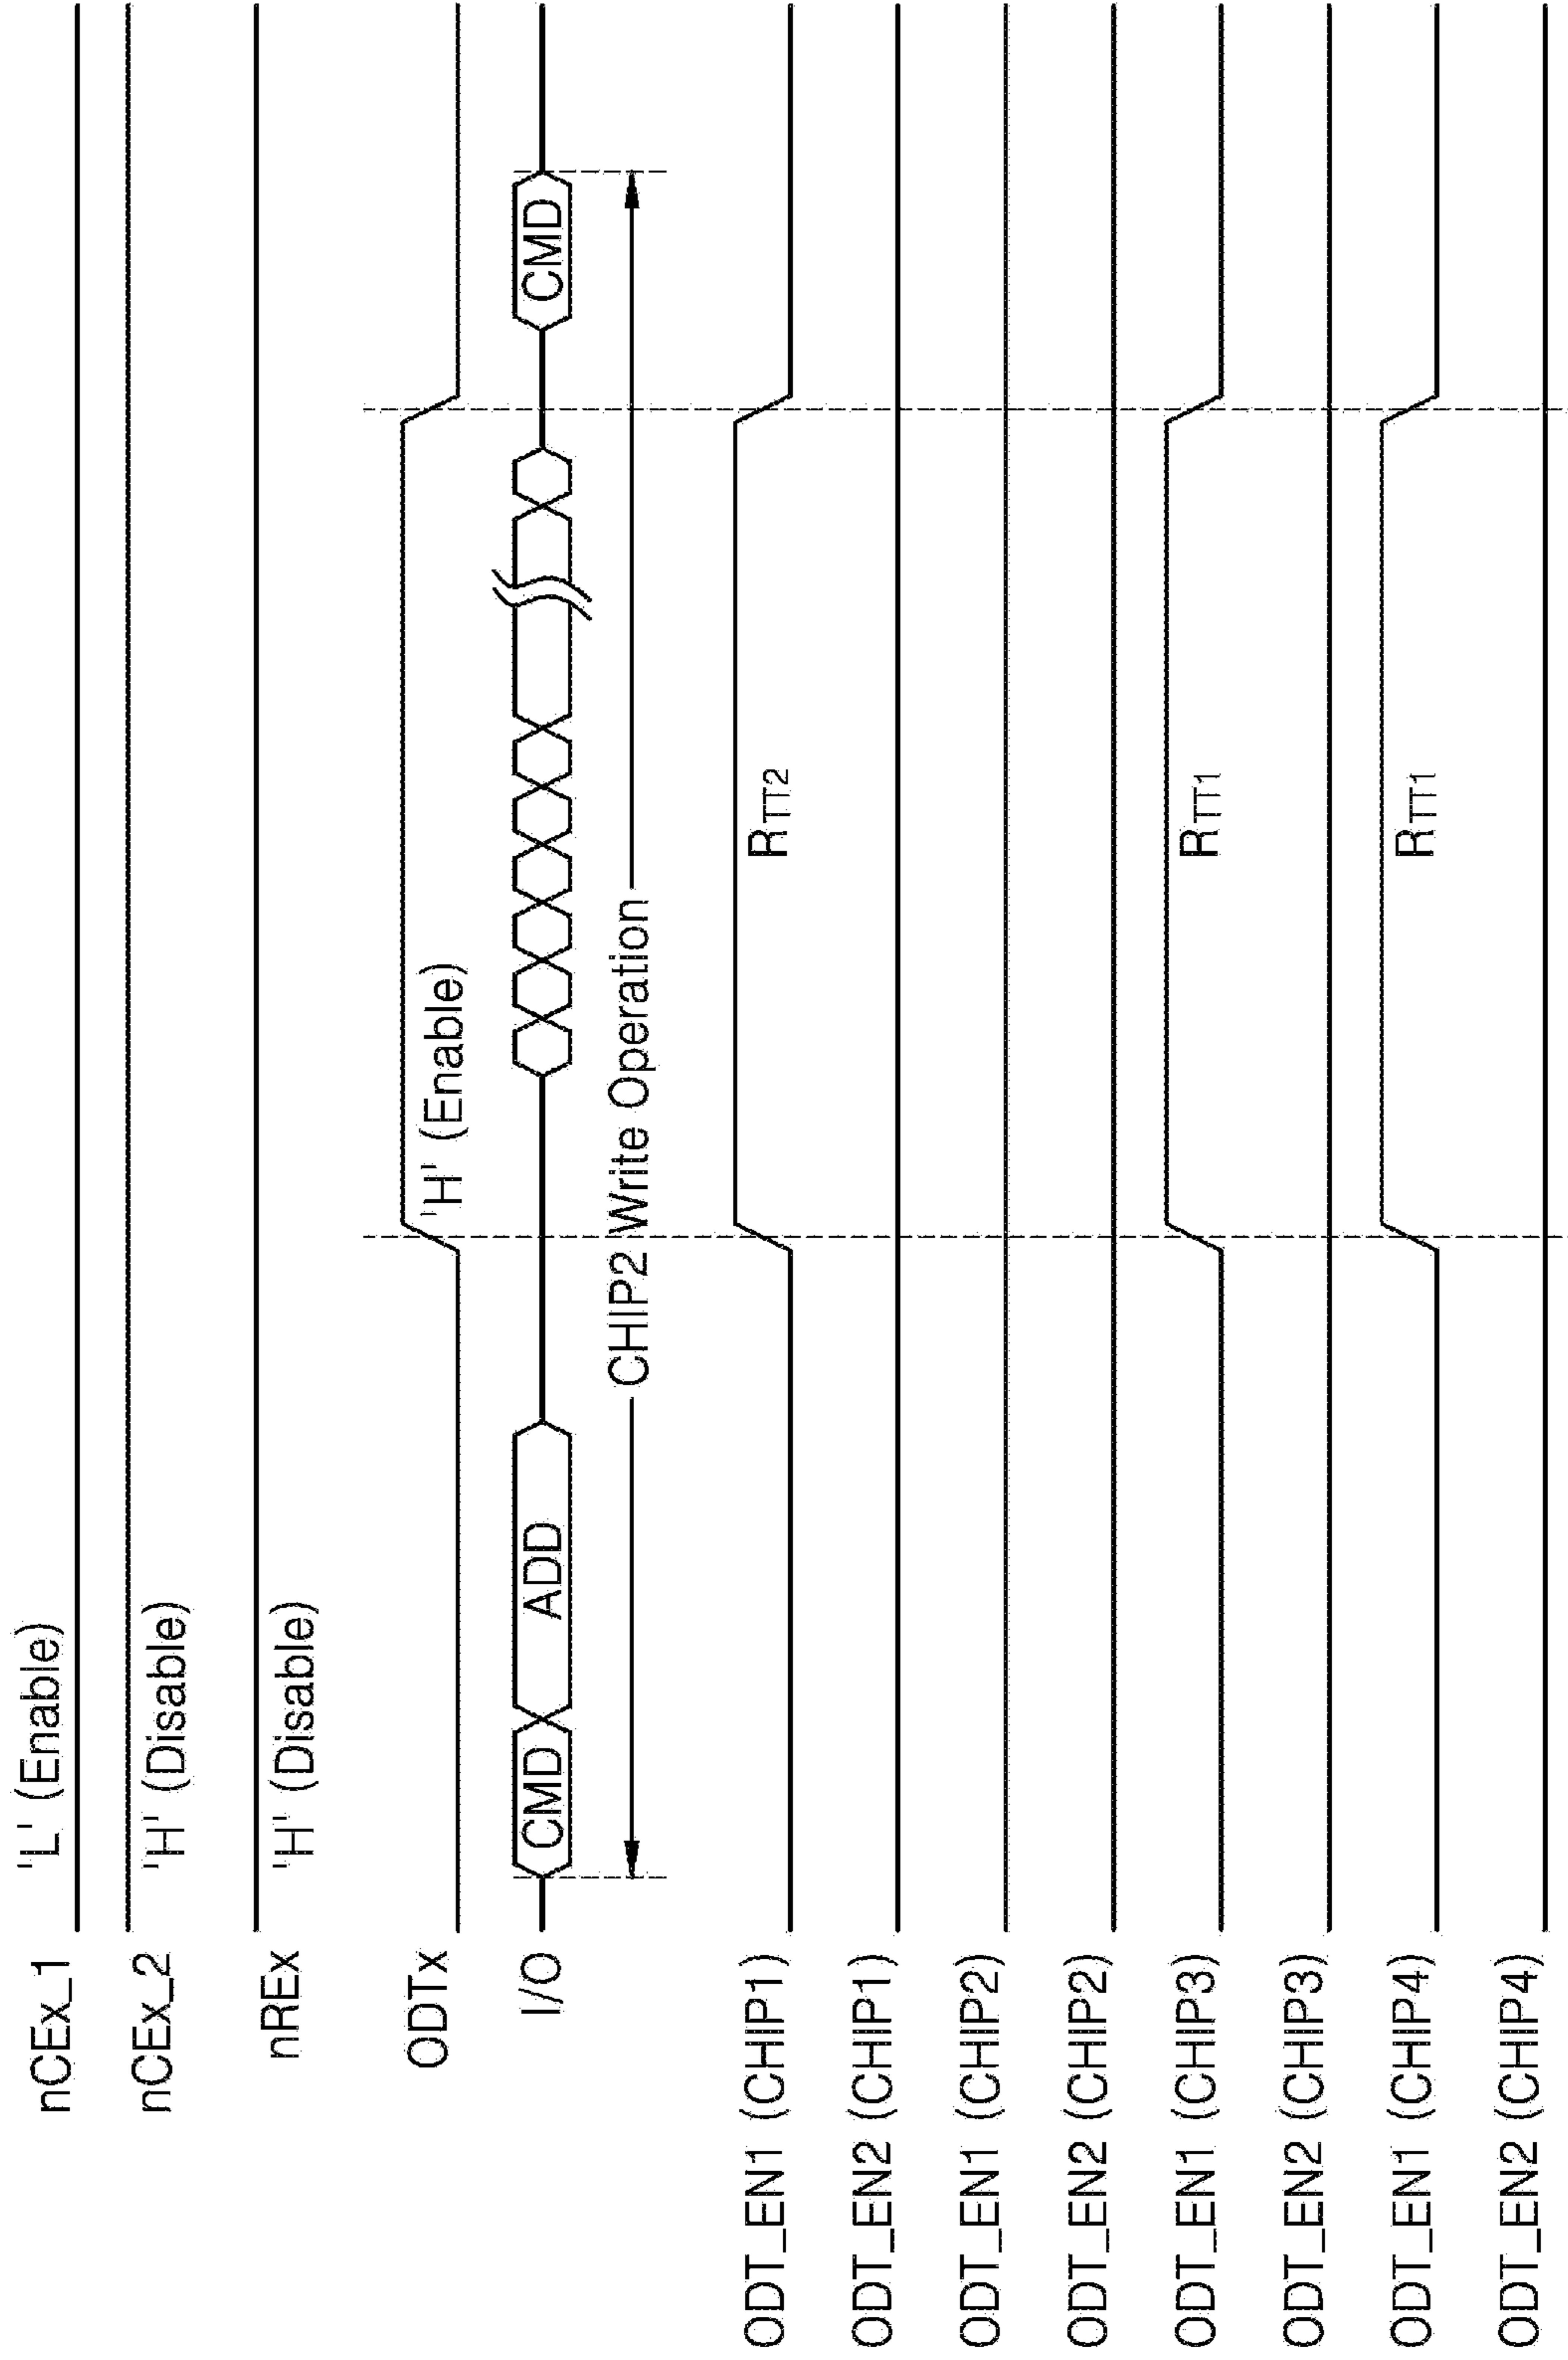 nCEx_1 'L' (Enable)
nCEx_2 'H' (Disable)
nREx 'H' (Disable)
ODTx 'H' (Enable)
I/O CMD ADD CMD
CHIP2 Write Operation
ODT_EN1 (CHIP1) RTT2
ODT_EN2 (CHIP1)
ODT_EN1 (CHIP2)
ODT_EN2 (CHIP2)
ODT_EN1 (CHIP3) RTT1
ODT_EN2 (CHIP3)
ODT_EN1 (CHIP4) RTT1
ODT_EN2 (CHIP4)